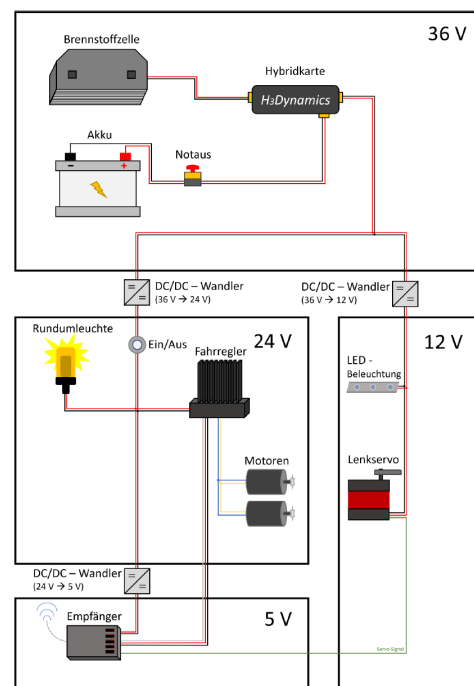 36 V
Brennstoffzelle
Hybridkarte
H₃Dynamics
Akku
Notaus
- +
DC/DC – Wandler
(36 V → 24 V)
DC/DC – Wandler
(36 V → 12 V)
24 V
Rundumleuchte
Ein/Aus
Fahrregler
Motoren
12 V
LED -
Beleuchtung
Lenkservo
DC/DC – Wandler
(24 V → 5 V)
5 V
Empfänger
Servo-Signal